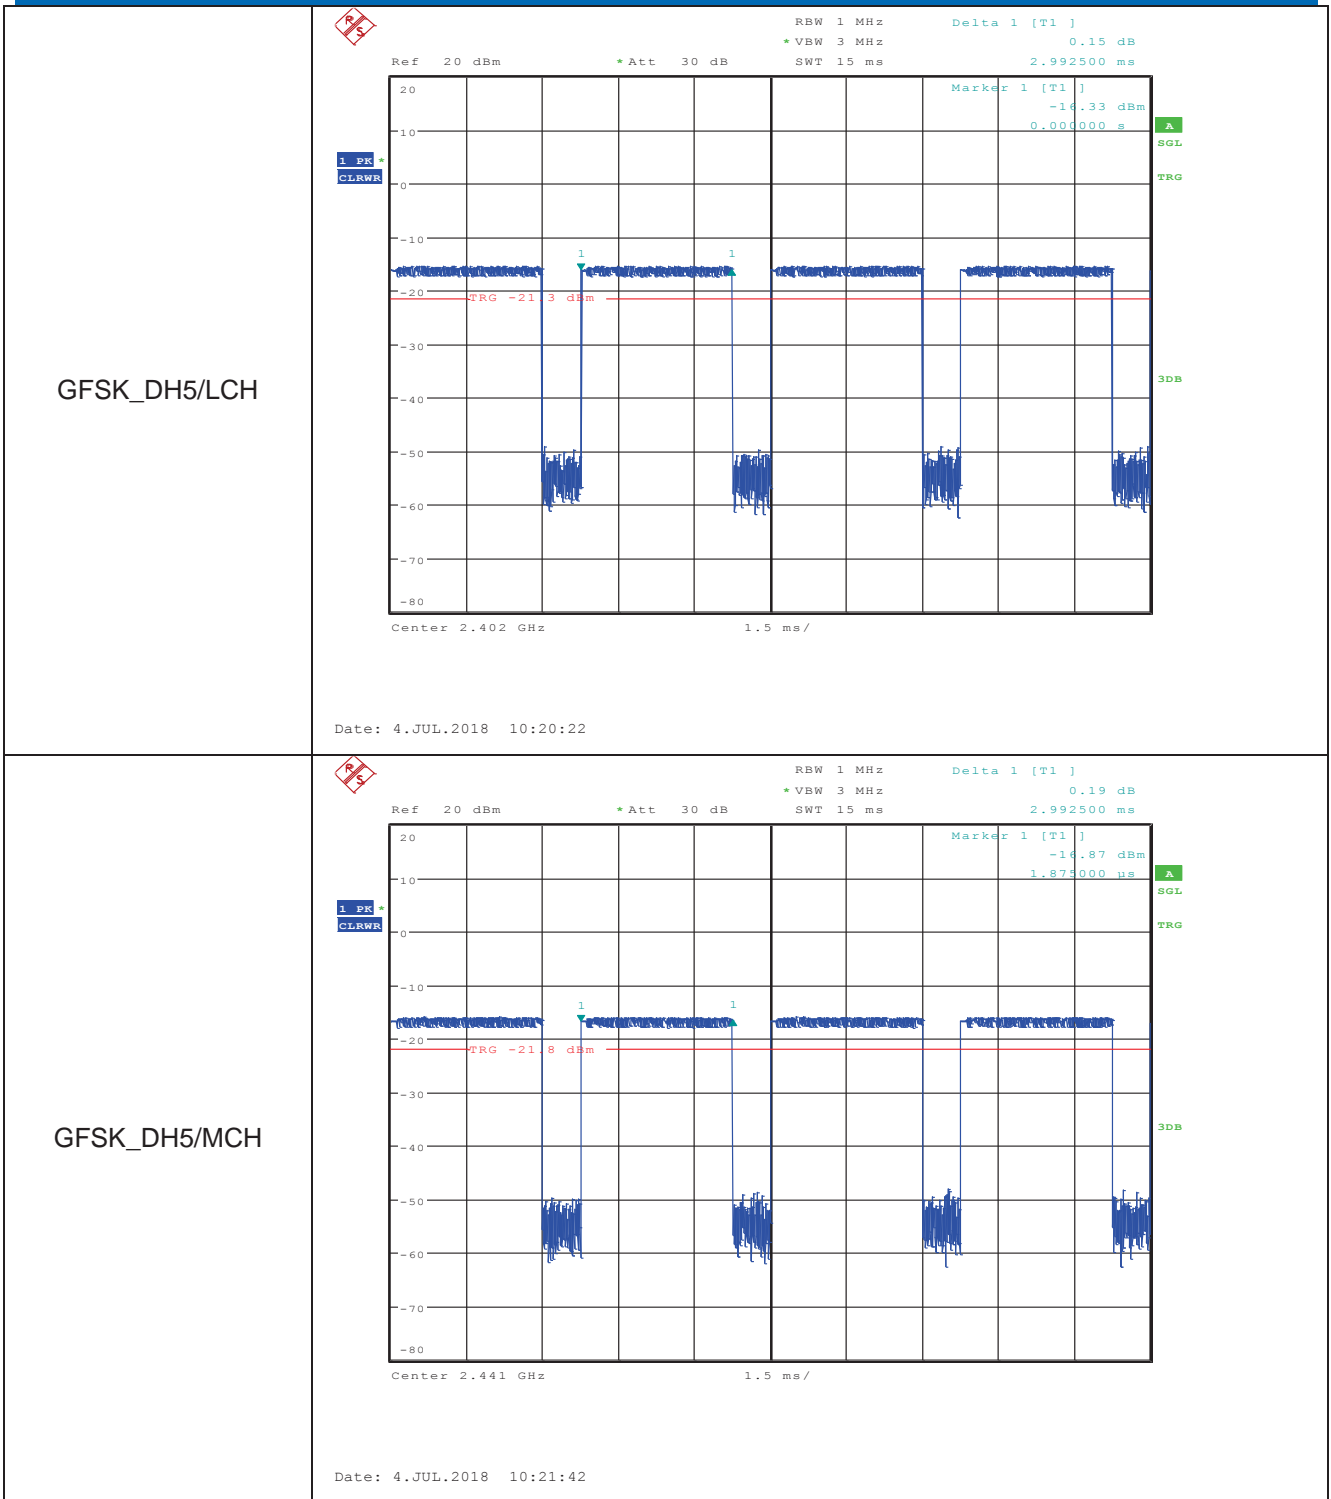 GFSK_DH5/LCH
R S
RBW 1 MHz Delta 1 [T1 ]
*VBW 3 MHz 0.15 dB
Ref 20 dBm *Att 30 dB SWT 15 ms 2.992500 ms
20 Marker 1 [T1 ]
-16.33 dBm
0.000000 s A
10
SGL
1 PK *
CLRWR TRG
0
-10
1 1
-20
TRG -21.3 dBm
-30
3DB
-40
-50
-60
-70
-80
Center 2.402 GHz 1.5 ms/
Date: 4.JUL.2018 10:20:22
GFSK_DH5/MCH
R S
RBW 1 MHz Delta 1 [T1 ]
*VBW 3 MHz 0.19 dB
Ref 20 dBm *Att 30 dB SWT 15 ms 2.992500 ms
20 Marker 1 [T1 ]
-16.87 dBm
1.875000 µs A
10
SGL
1 PK *
CLRWR TRG
0
-10
1 1
-20
TRG -21.8 dBm
-30
3DB
-40
-50
-60
-70
-80
Center 2.441 GHz 1.5 ms/
Date: 4.JUL.2018 10:21:42